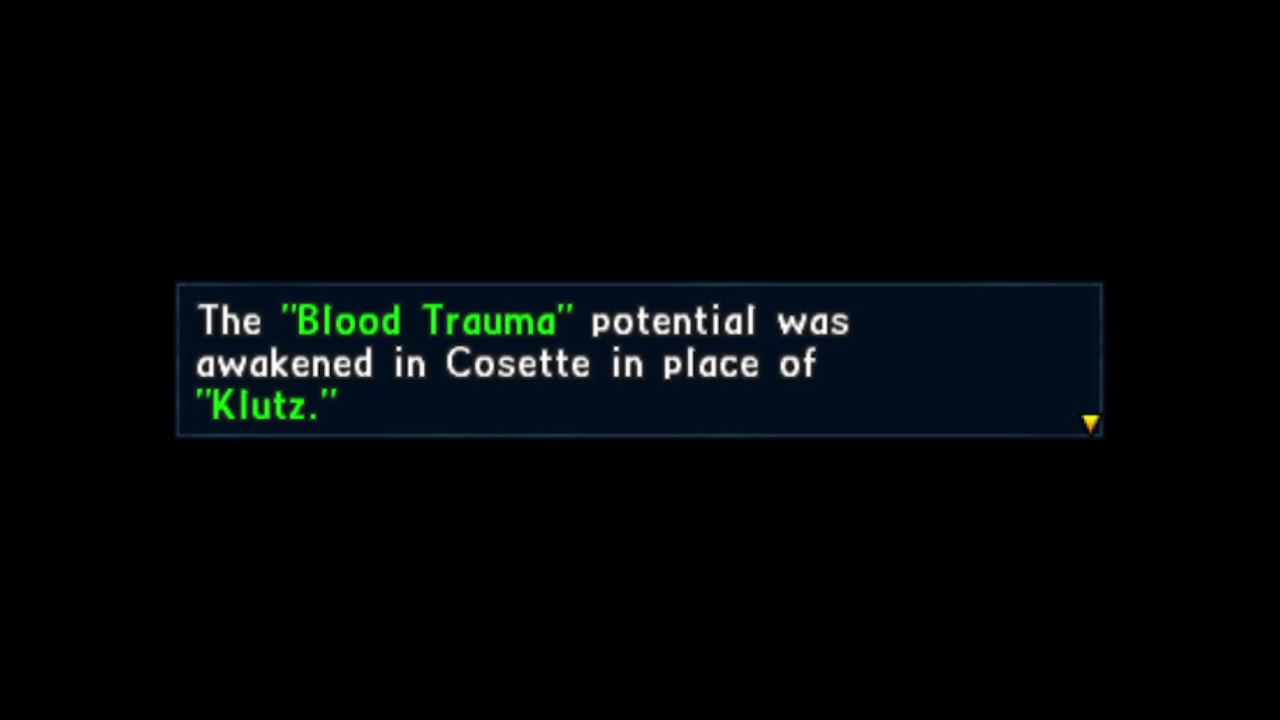 The "Blood Trauma" potential was
awakened in Cosette in place of
"Klutz."